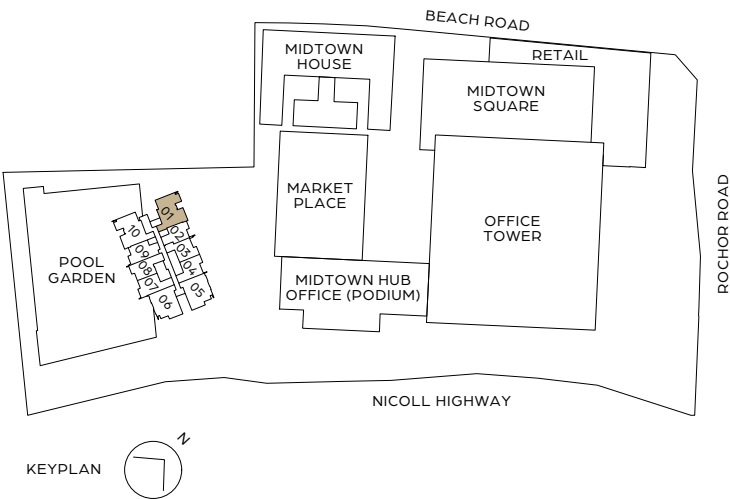 BEACH ROAD
MIDTOWN
HOUSE
RETAIL
MIDTOWN
SQUARE
MARKET
PLACE
OFFICE
TOWER
ROCHOR ROAD
POOL
GARDEN
01
02
03
04
05
10
09
08
07
06
MIDTOWN HUB
OFFICE (PODIUM)
NICOLL HIGHWAY
KEYPLAN
N